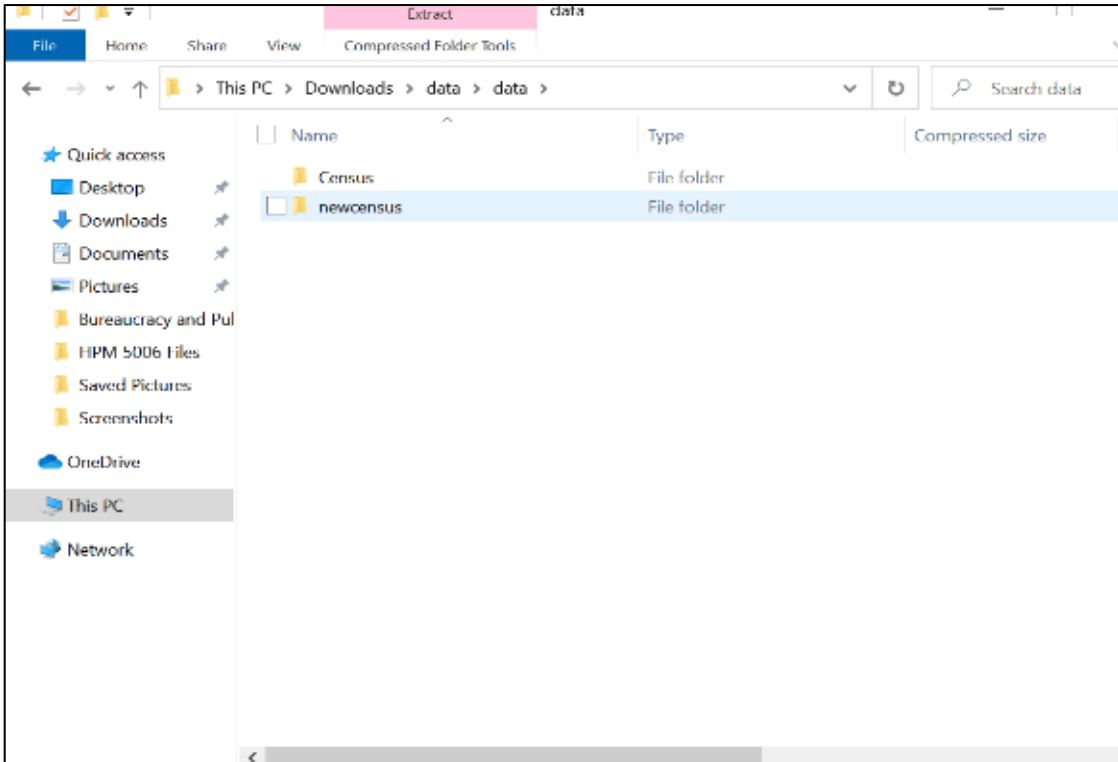 Extract data
File Home Share View Compressed Folder Tools
This PC > Downloads > data > data >
Search data
Name Type Compressed size
Quick access
Desktop
Downloads
Documents
Pictures
Bureaucracy and Pul
HPM 5006 Files
Saved Pictures
Screenshots
OneDrive
This PC
Network
Census File folder
newcensus File folder